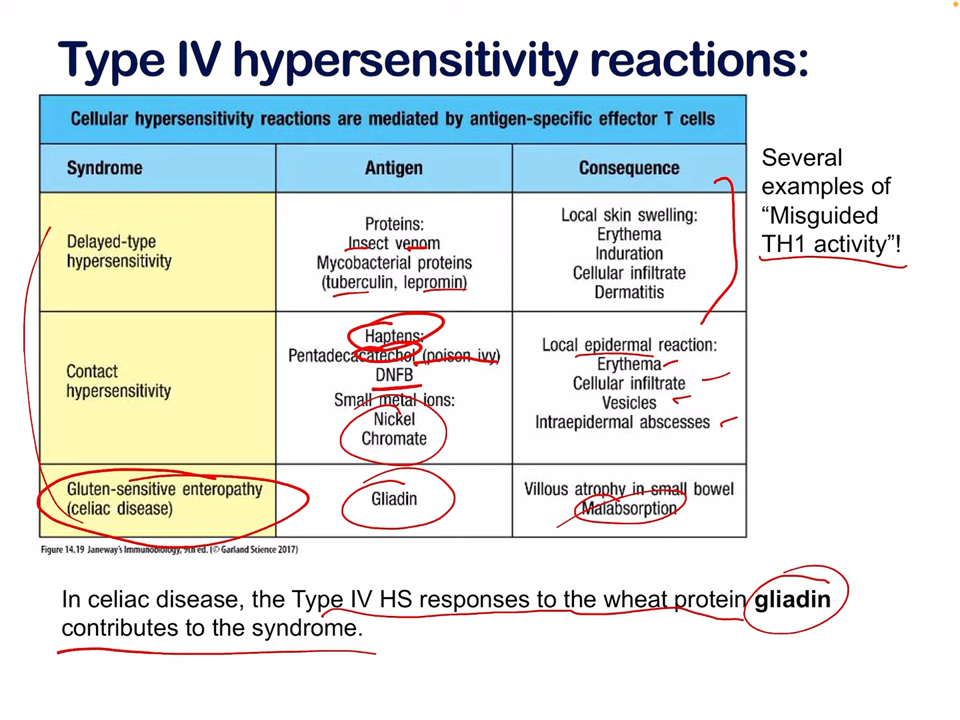 Type IV hypersensitivity reactions:
Cellular hypersensitivity reactions are mediated by antigen-specific effector T cells
Syndrome
Antigen
Consequence
Delayed-type
hypersensitivity
Proteins:
Insect venom
Mycobacterial proteins
(tuberculin, lepromin)
Local skin swelling:
Erythema
Induration
Cellular infiltrate
Dermatitis
Contact
hypersensitivity
Haptens:
Pentadecacatechol (poison ivy)
DNFB
Small metal ions:
Nickel
Chromate
Local epidermal reaction:
Erythema
Cellular infiltrate
Vesicles
Intraepidermal abscesses
Gluten-sensitive enteropathy
(celiac disease)
Gliadin
Villous atrophy in small bowel
Malabsorption
Figure 14.19 Janeway's Immunobiology, 9th ed. (© Garland Science 2017)
Several
examples of
“Misguided
TH1 activity”!
In celiac disease, the Type IV HS responses to the wheat protein gliadin
contributes to the syndrome.